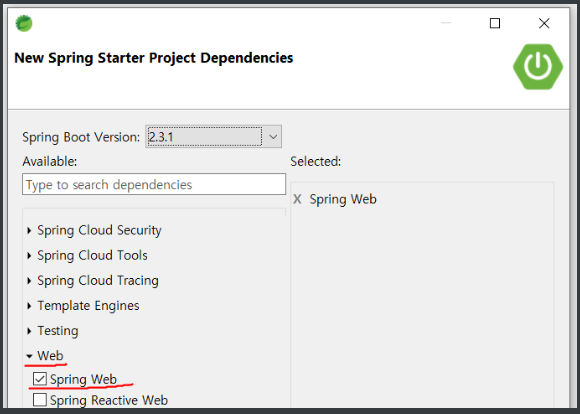 New Spring Starter Project Dependencies
Spring Boot Version: 2.3.1
Available:
Selected:
Type to search dependencies
X Spring Web
Spring Cloud Security
Spring Cloud Tools
Spring Cloud Tracing
Template Engines
Testing
Web
Spring Web
Spring Reactive Web